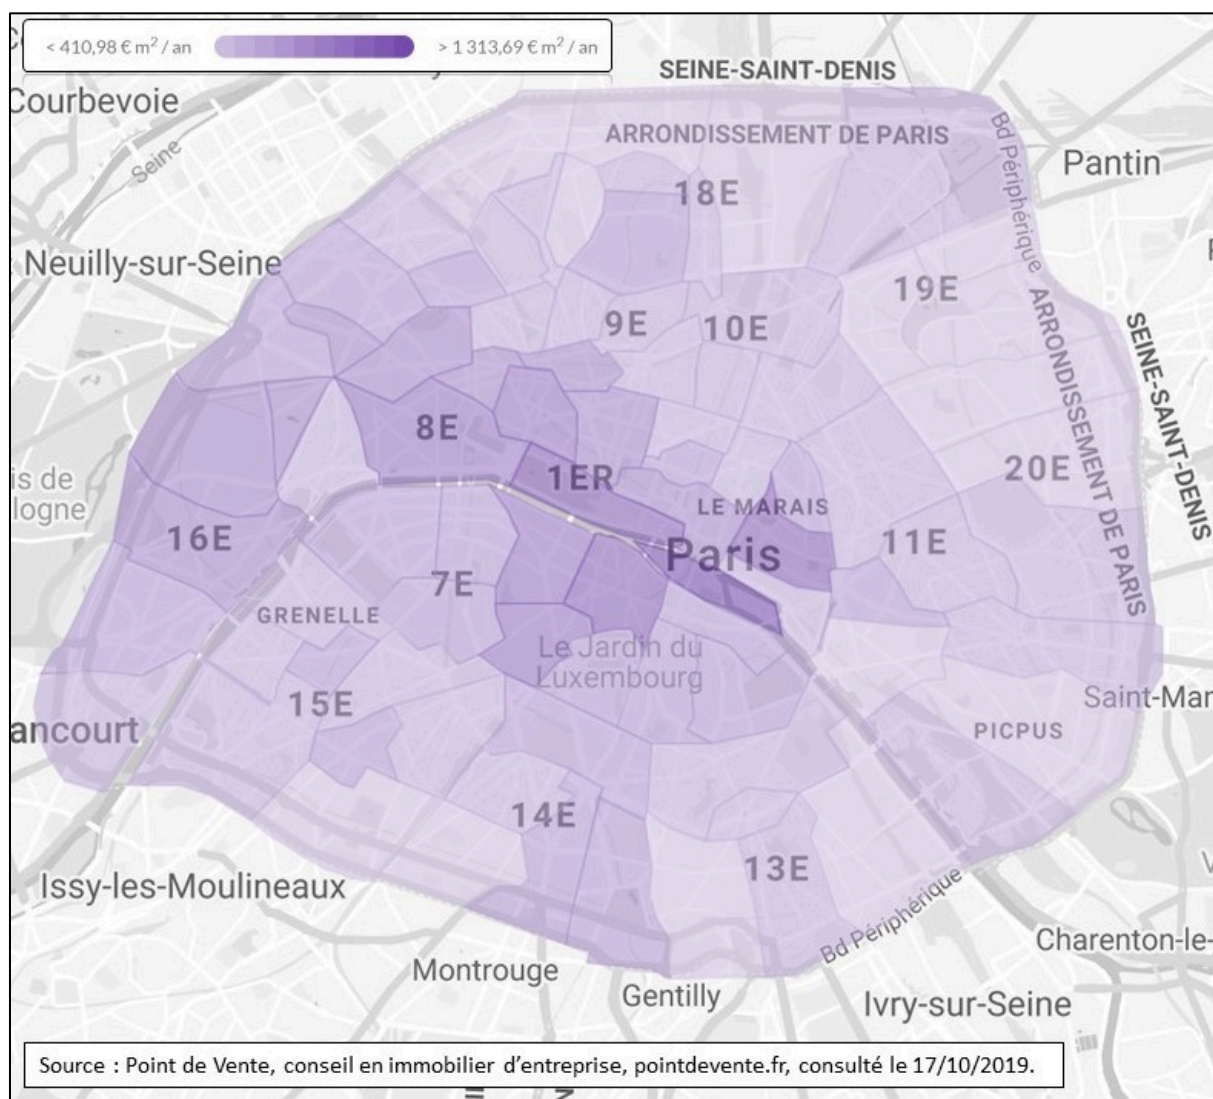 < 410,98 € m² / an > 1 313,69 € m² / an
SEINE-SAINT-DENIS
Courbevoie
ARRONDISSEMENT DE PARIS
Bd Périphérique
Pantin
Seine
18E
Neuilly-sur-Seine
19E
ARRONDISSEMENT DE PARIS
SEINE-SAINT-DENIS
9E
10E
8E
1ER
20E
is de
logne
LE MARAIS
16E
Paris
11E
7E
GRENELLE
Le Jardin du
Luxembourg
15E
Saint-Mar
ancourt
PICPUS
14E
13E
Issy-les-Moulineaux
Bd Périphérique
Montrouge
Charenton-le-
Gentilly
Ivry-sur-Seine
Source : Point de Vente, conseil en immobilier d’entreprise, pointdevente.fr, consulté le 17/10/2019.